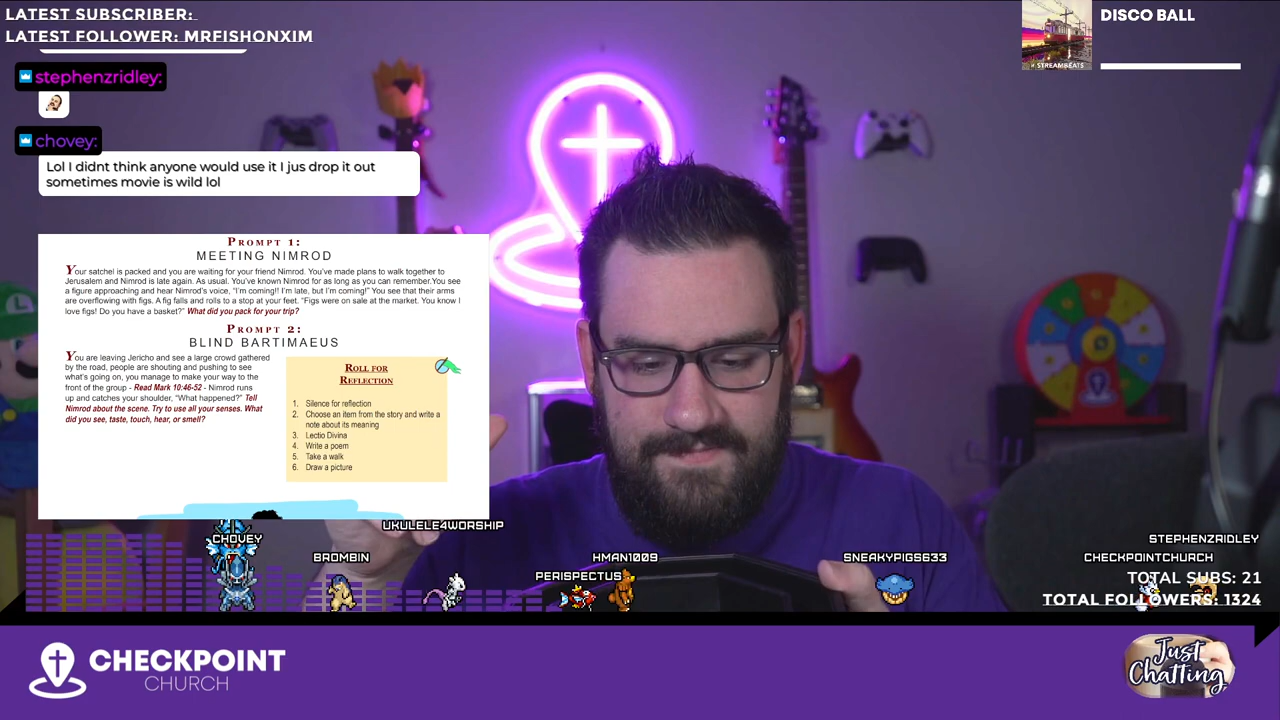 LATEST SUBSCRIBER:
LATEST FOLLOWER: MRFISHONXIM
DISCO BALL
STREAMBEATS
stephenzridley:
chovey:
Lol I didnt think anyone would use it I jus drop it out
sometimes movie is wild lol
PROMPT 1:
MEETING NIMROD
Your satchel is packed and you are waiting for your friend Nimrod. You've made plans to walk together to
Jerusalem and Nimrod is late again. As usual. You've known Nimrod for as long as you can remember.You see
a figure approaching and hear Nimrod's voice, "I'm coming!! I'm late, but I'm coming!" You see that their arms
are overflowing with figs. A fig falls and rolls to a stop at your feet. "Figs were on sale at the market. You know I
love figs! Do you have a basket?" What did you pack for your trip?
PROMPT 2:
BLIND BARTIMAEUS
You are leaving Jericho and see a large crowd gathered
by the road, people are shouting and pushing to see
what's going on, you manage to make your way to the
front of the group - Read Mark 10:46-52 - Nimrod runs
up and catches your shoulder, "What happened?" Tell
Nimrod about the scene. Try to use all your senses. What
did you see, taste, touch, hear, or smell?
ROLL FOR
REFLECTION
1. Silence for reflection
2. Choose an item from the story and write a
note about its meaning
3. Lectio Divina
4. Write a poem
5. Take a walk
6. Draw a picture
UKULELE4WORSHIP
CHOVEY
BROMBIN
HMAN1009
PERISPECTUS
SNEAKYPIGS633
STEPHENZRIDLEY
CHECKPOINTCHURCH
TOTAL SUBS: 21
TOTAL FOLLOWERS: 1324
CHECKPOINT
CHURCH
Just
Chatting